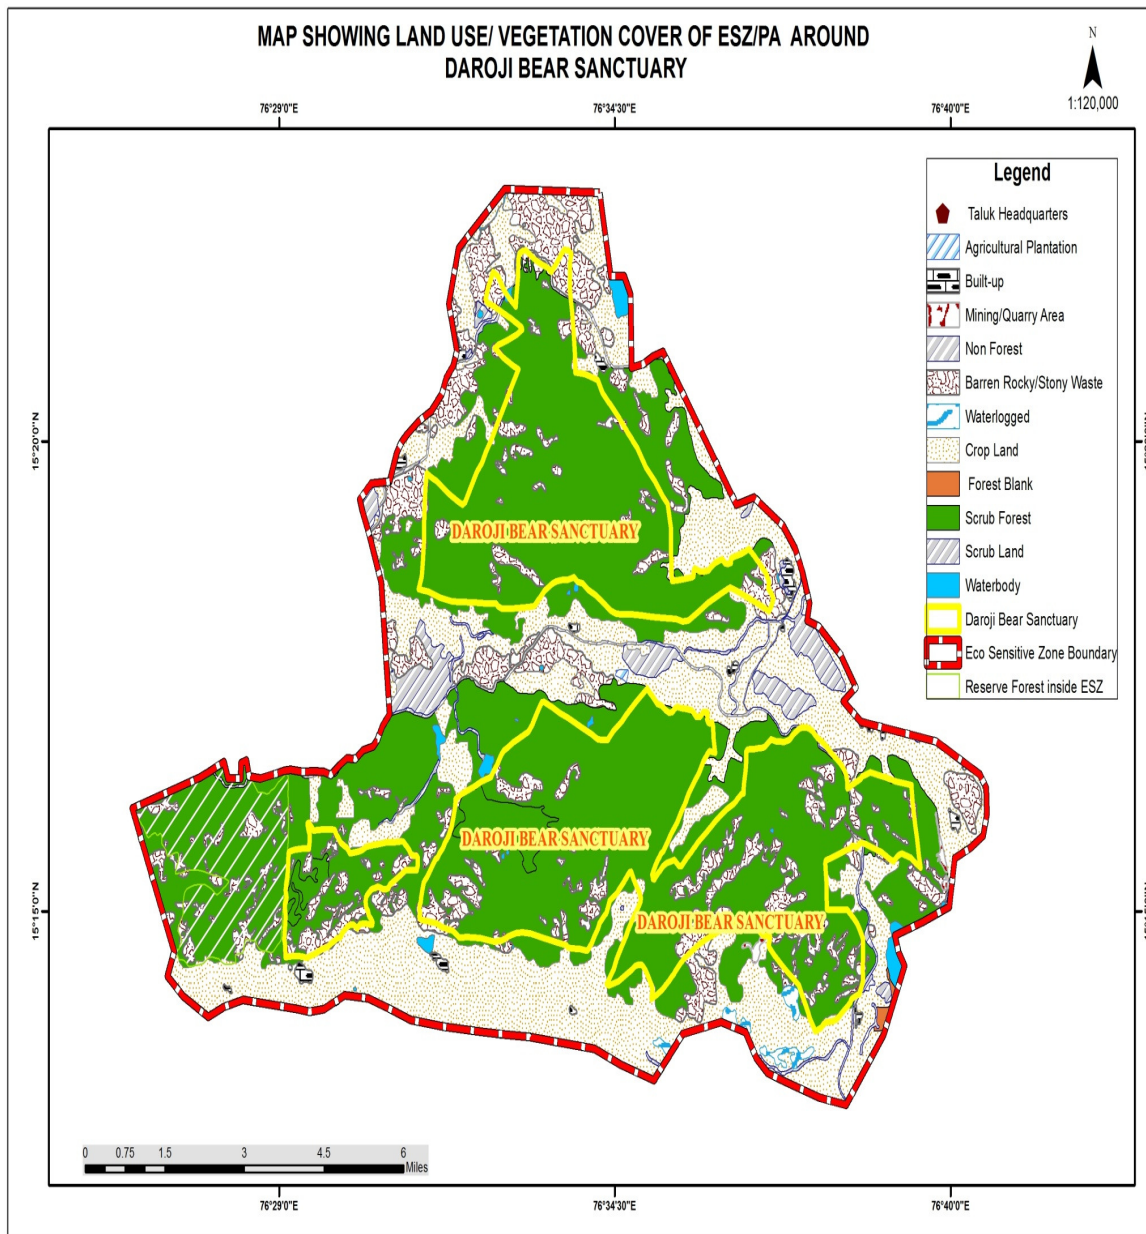 MAP SHOWING LAND USE/ VEGETATION COVER OF ESZ/PA AROUND
DAROJI BEAR SANCTUARY
N
1:120,000
76°29'0"E
76°34'30"E
76°40'0"E
Legend
Taluk Headquarters
Agricultural Plantation
Built-up
Mining/Quarry Area
Non Forest
Barren Rocky/Stony Waste
Waterlogged
Crop Land
Forest Blank
Scrub Forest
Scrub Land
Waterbody
Daroji Bear Sanctuary
Eco Sensitive Zone Boundary
Reserve Forest inside ESZ
15°20'0"N
DAROJI BEAR SANCTUARY
DAROJI BEAR SANCTUARY
DAROJI BEAR SANCTUARY
15°15'0"N
0 0.75 1.5 3 4.5 6
Miles
76°29'0"E
76°34'30"E
76°40'0"E